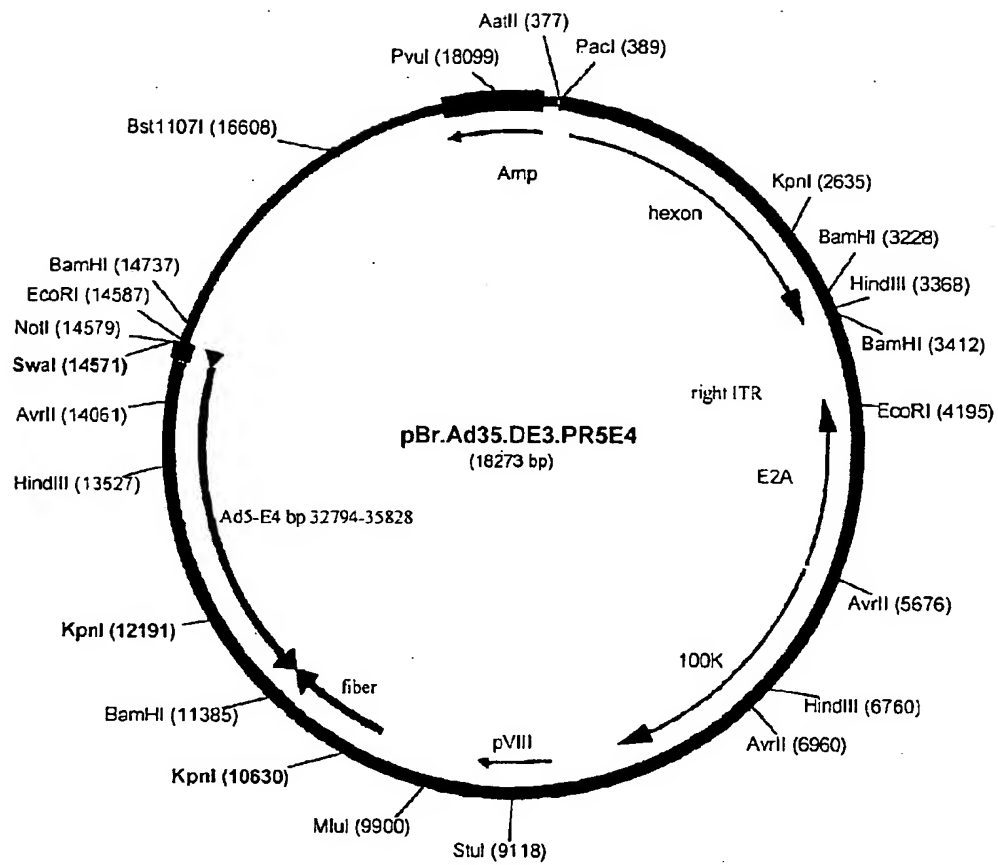 AatII (377)
PacI (389)
PvuI (18099)
Bst1107I (16608)
Amp
hexon
KpnI (2635)
BamHI (3228)
HindIII (3368)
BamHI (3412)
BamHI (14737)
EcoRI (14587)
NotI (14579)
SwaI (14571)
AvrII (14061)
HindIII (13527)
right ITR
EcoRI (4195)
pBr.Ad35.DE3.PR5E4
(18273 bp)
E2A
Ad5-E4 bp 32794-35828
AvrII (5676)
KpnI (12191)
100K
fiber
HindIII (6760)
BamHI (11385)
AvrII (6960)
pVIII
KpnI (10630)
MluI (9900)
StuI (9118)